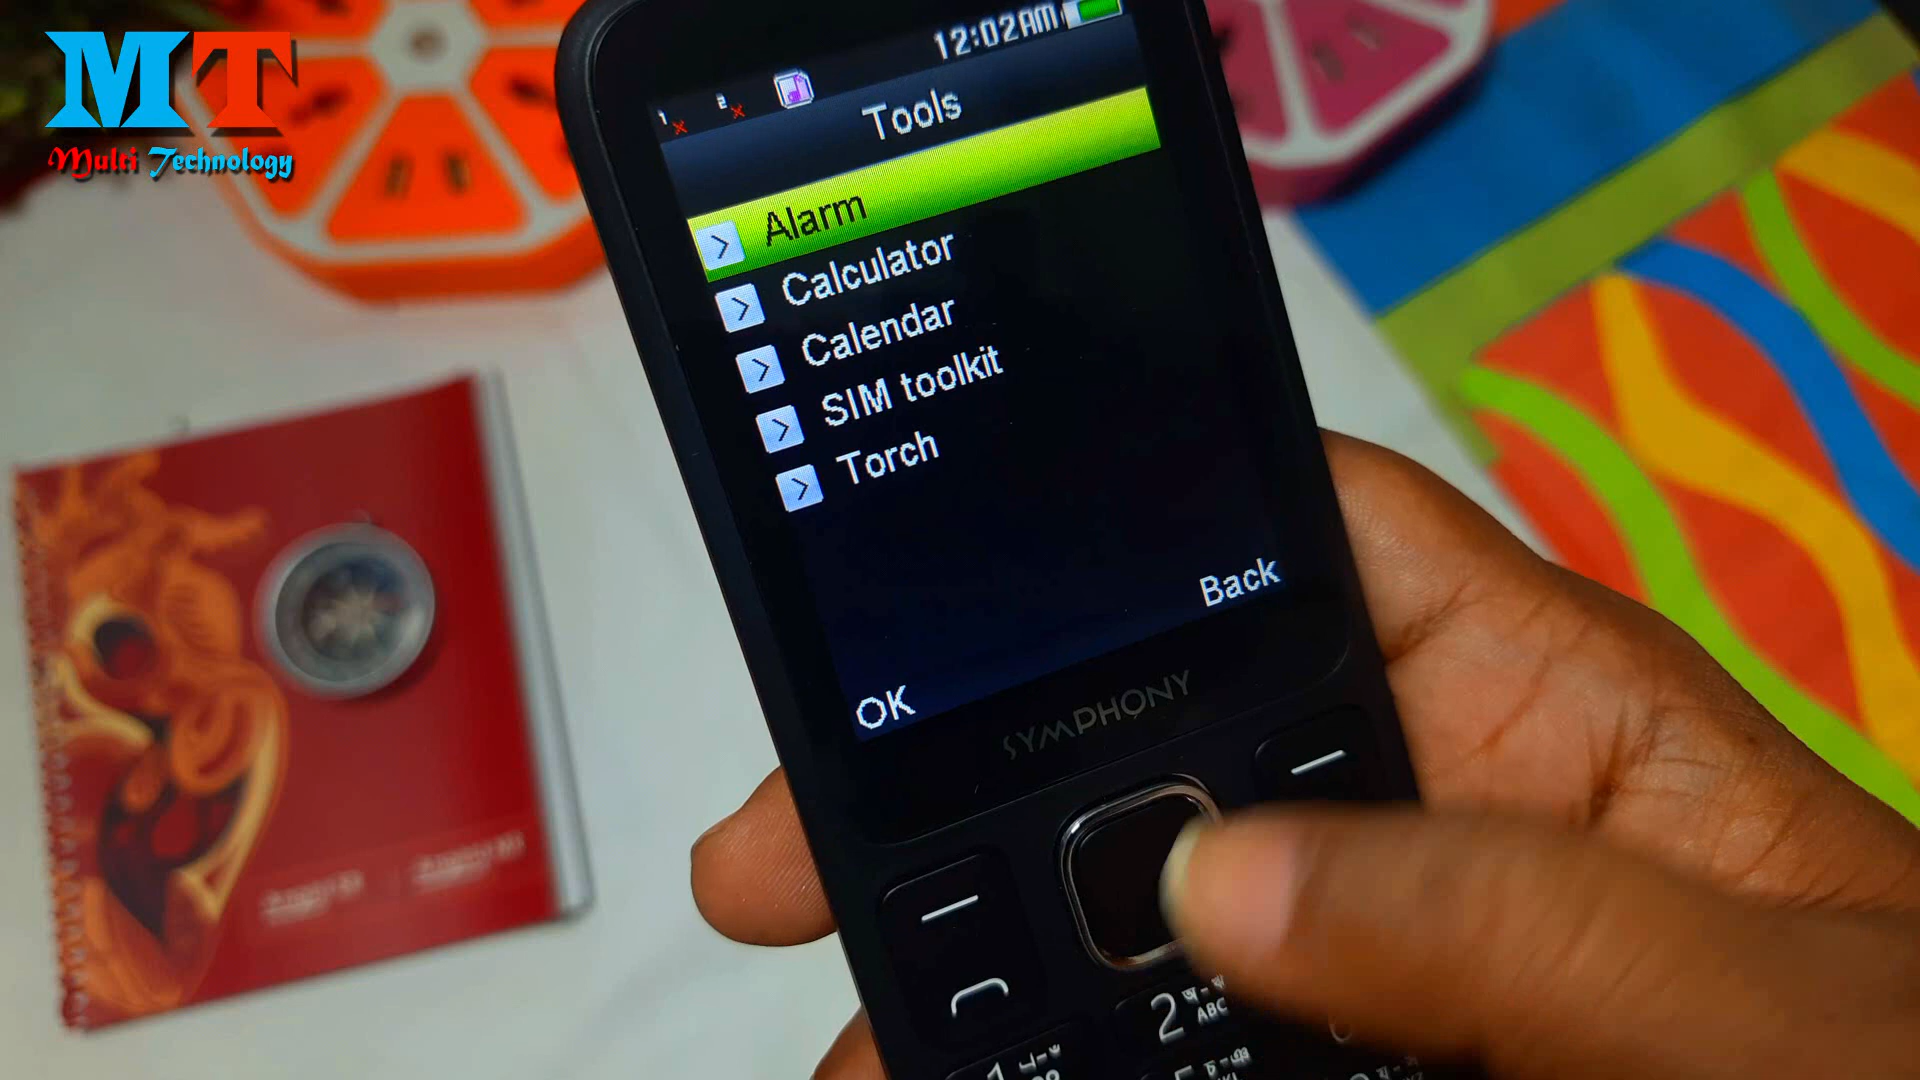 MT
Multi Technology
12:02AM
1 2
Tools
Alarm
Calculator
Calendar
SIM toolkit
Torch
Back
OK
SYMPHONY
2
ABC